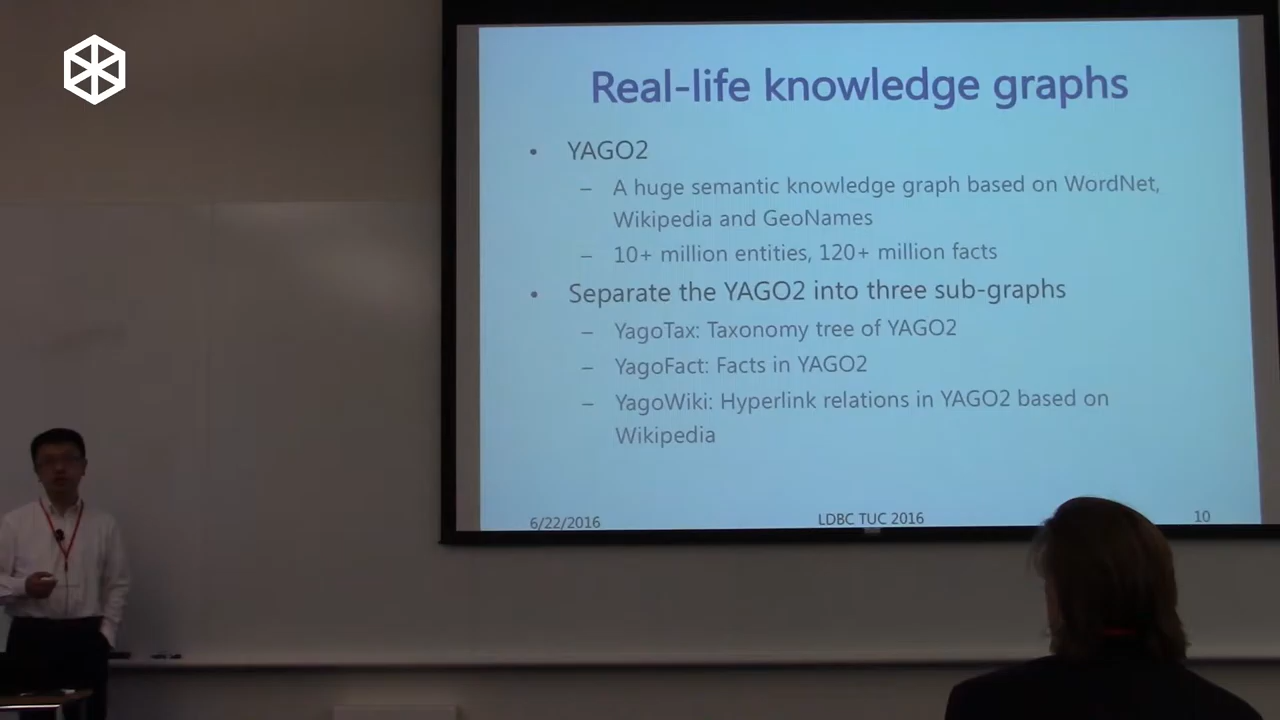 Real-life knowledge graphs
• YAGO2
– A huge semantic knowledge graph based on WordNet,
Wikipedia and GeoNames
– 10+ million entities, 120+ million facts
• Separate the YAGO2 into three sub-graphs
– YagoTax: Taxonomy tree of YAGO2
– YagoFact: Facts in YAGO2
– YagoWiki: Hyperlink relations in YAGO2 based on
Wikipedia
6/22/2016
LDBC TUC 2016
10